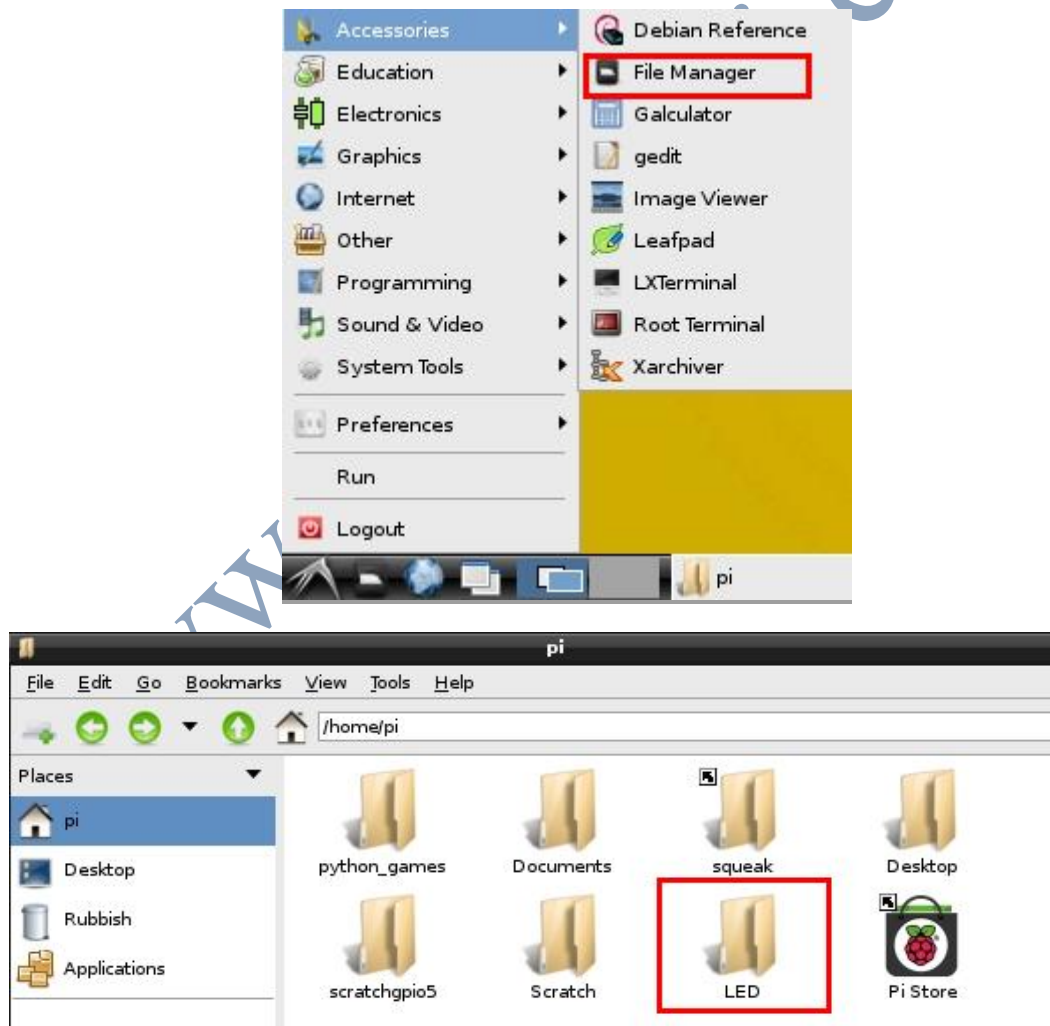 Accessories
Education
Electronics
Graphics
Internet
Other
Programming
Sound & Video
System Tools
Preferences
Run
Logout
Debian Reference
File Manager
Galculator
gedit
Image Viewer
Leafpad
LXTerminal
Root Terminal
Xarchiver
pi
pi
File Edit Go Bookmarks View Tools Help
/home/pi
Places
pi
Desktop
Rubbish
Applications
python_games Documents squeak Desktop
scratchgpio5 Scratch LED Pi Store